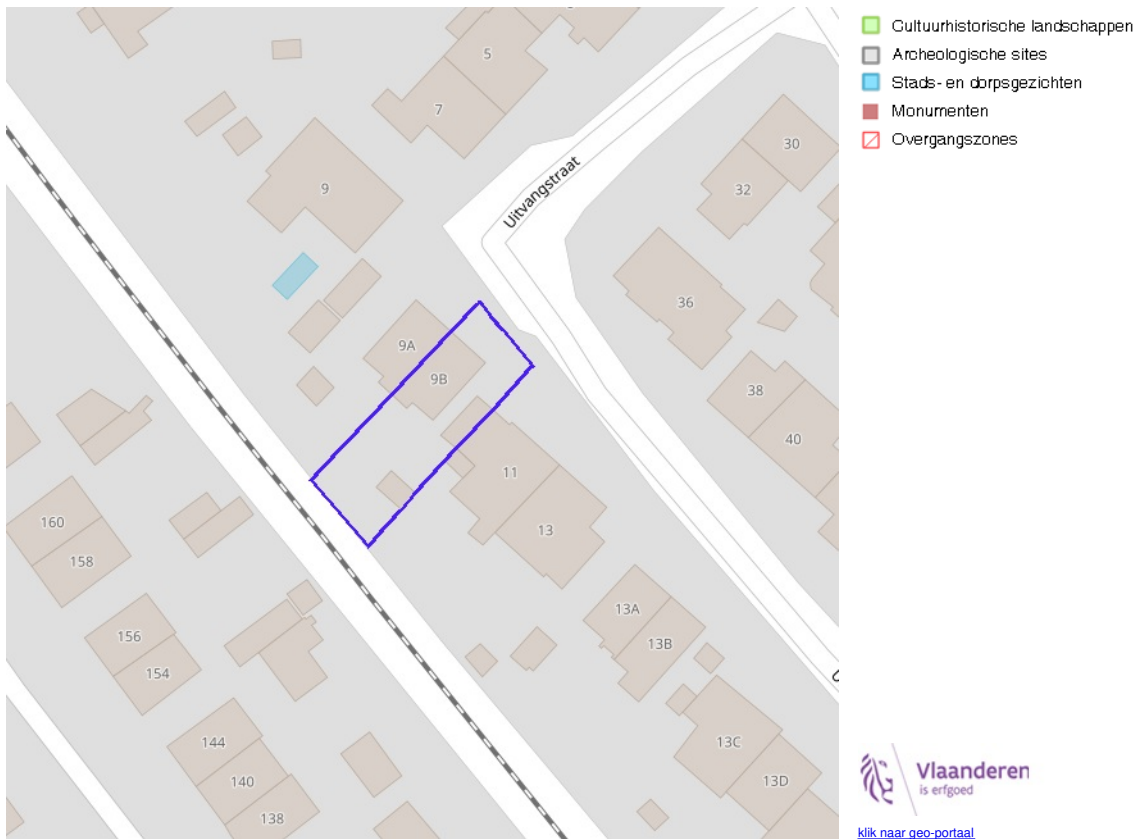 Cultuurhistorische landschappen
Archeologische sites
Stads- en dorpsgezichten
Monumenten
Overgangszones
5
7
30
9
32
Uitvangstraat
36
9A
9B
38
40
11
13
160
158
13A
156
13B
154
144
13C
140
13D
138
Vlaanderen
is erfgoed
klik naar geo-portaal